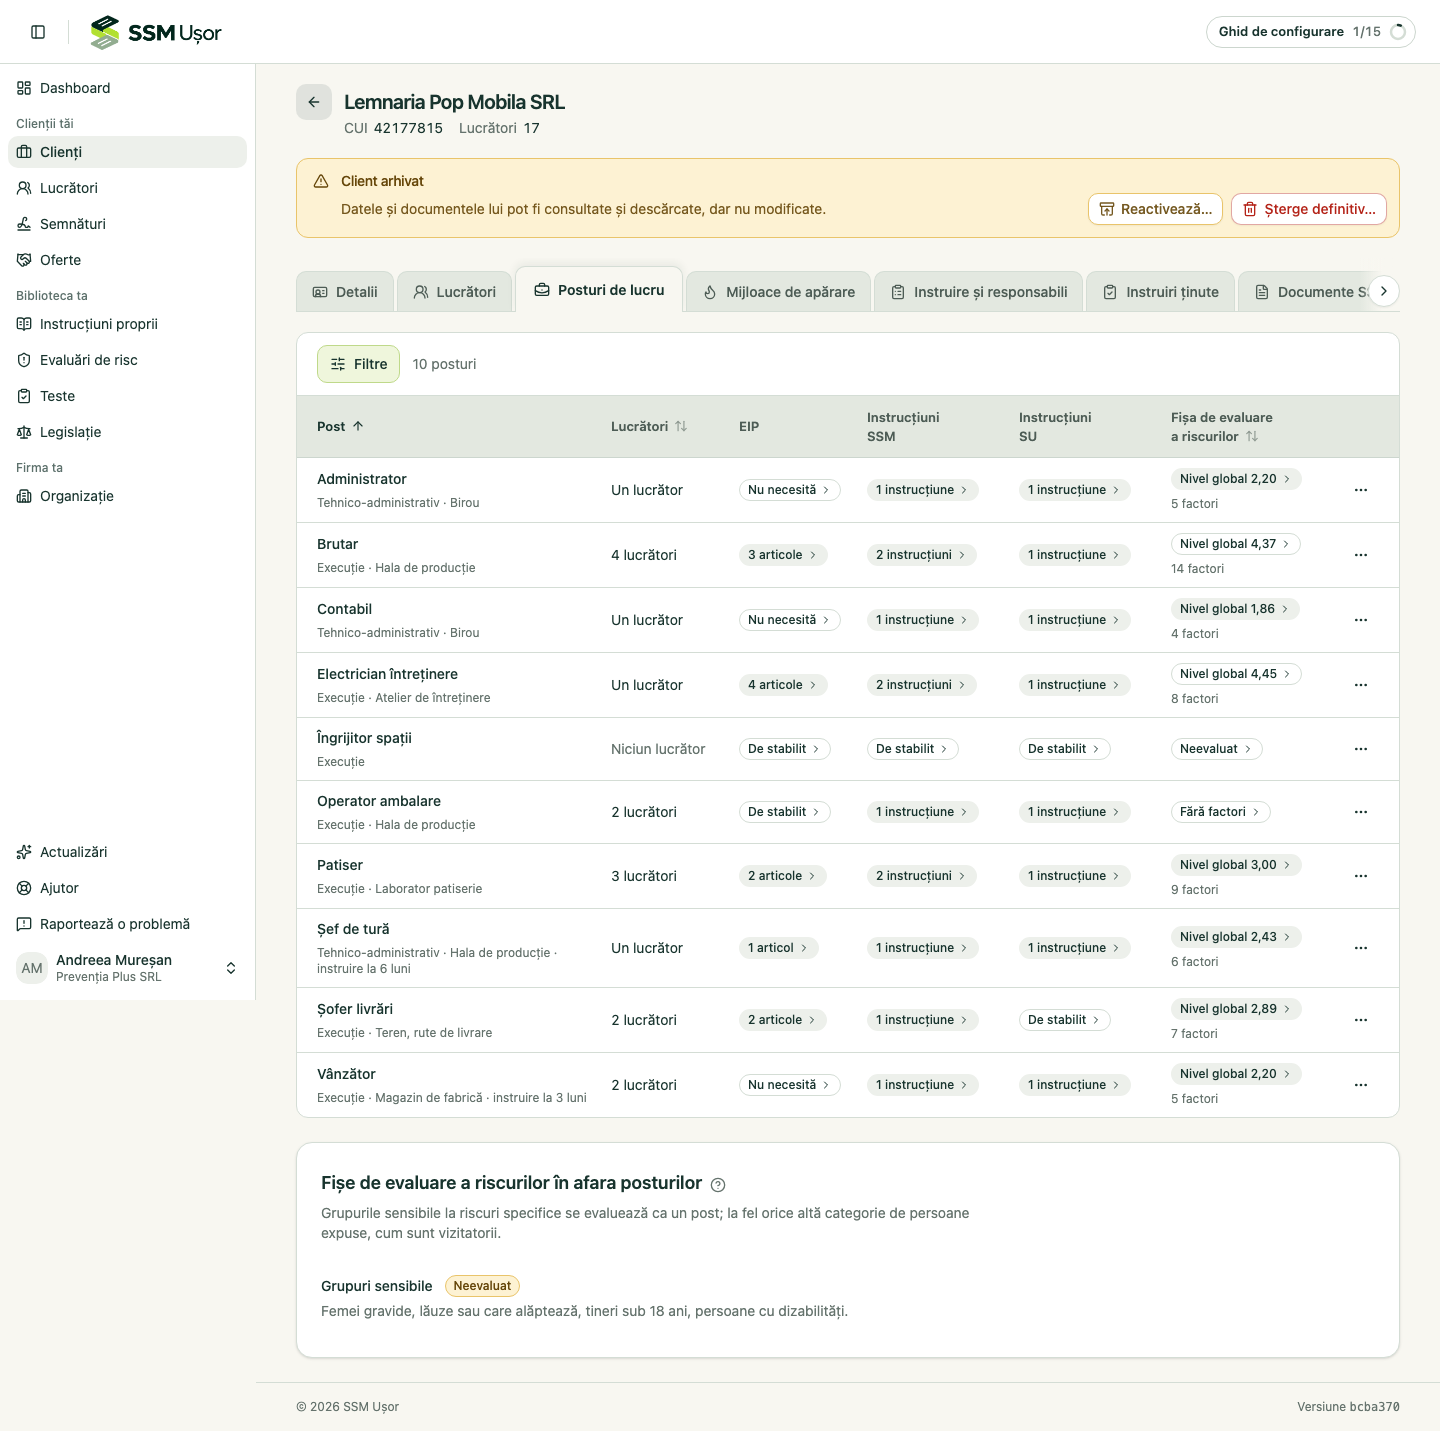 SSM Ușor
Ghid de configurare 1/15
Dashboard
Clienții tăi
Clienți
Lucrători
Semnături
Oferte
Biblioteca ta
Instrucțiuni proprii
Evaluări de risc
Teste
Legislație
Firma ta
Organizație
Actualizări
Ajutor
Raportează o problemă
AM
Andreea Mureșan
Prevenția Plus SRL
Lemnaria Pop Mobila SRL
CUI 42177815 Lucrători 17
Client arhivat
Datele și documentele lui pot fi consultate și descărcate, dar nu modificate.
Reactivează...
Șterge definitiv...
Detalii
Lucrători
Posturi de lucru
Mijloace de apărare
Instruire și responsabili
Instruiri ținute
Documente
Filtre
10 posturi
Post
Lucrători
EIP
Instrucțiuni
SSM
Instrucțiuni
SU
Fișa de evaluare
a riscurilor
Administrator
Tehnico-administrativ · Birou
Un lucrător
Nu necesită
1 instrucțiune
1 instrucțiune
Nivel global 2,20
5 factori
Brutar
Execuție · Hala de producție
4 lucrători
3 articole
2 instrucțiuni
1 instrucțiune
Nivel global 4,37
14 factori
Contabil
Tehnico-administrativ · Birou
Un lucrător
Nu necesită
1 instrucțiune
1 instrucțiune
Nivel global 1,86
4 factori
Electrician întreținere
Execuție · Atelier de întreținere
Un lucrător
4 articole
2 instrucțiuni
1 instrucțiune
Nivel global 4,45
8 factori
Îngrijitor spații
Execuție
Niciun lucrător
De stabilit
De stabilit
De stabilit
Neevaluat
Operator ambalare
Execuție · Hala de producție
2 lucrători
De stabilit
1 instrucțiune
1 instrucțiune
Fără factori
Patiser
Execuție · Laborator patiserie
3 lucrători
2 articole
2 instrucțiuni
1 instrucțiune
Nivel global 3,00
9 factori
Șef de tură
Tehnico-administrativ · Hala de producție ·
instruire la 6 luni
Un lucrător
1 articol
1 instrucțiune
1 instrucțiune
Nivel global 2,43
6 factori
Șofer livrări
Execuție · Teren, rute de livrare
2 lucrători
2 articole
1 instrucțiune
De stabilit
Nivel global 2,89
7 factori
Vânzător
Execuție · Magazin de fabrică · instruire la 3 luni
2 lucrători
Nu necesită
1 instrucțiune
1 instrucțiune
Nivel global 2,20
5 factori
Fișe de evaluare a riscurilor în afara posturilor
Grupurile sensibile la riscuri specifice se evaluează ca un post; la fel orice altă categorie de persoane
expuse, cum sunt vizitatorii.
Grupuri sensibile
Neevaluat
Femei gravide, lăuze sau care alăptează, tineri sub 18 ani, persoane cu dizabilități.
© 2026 SSM Ușor
Versiune bcba370